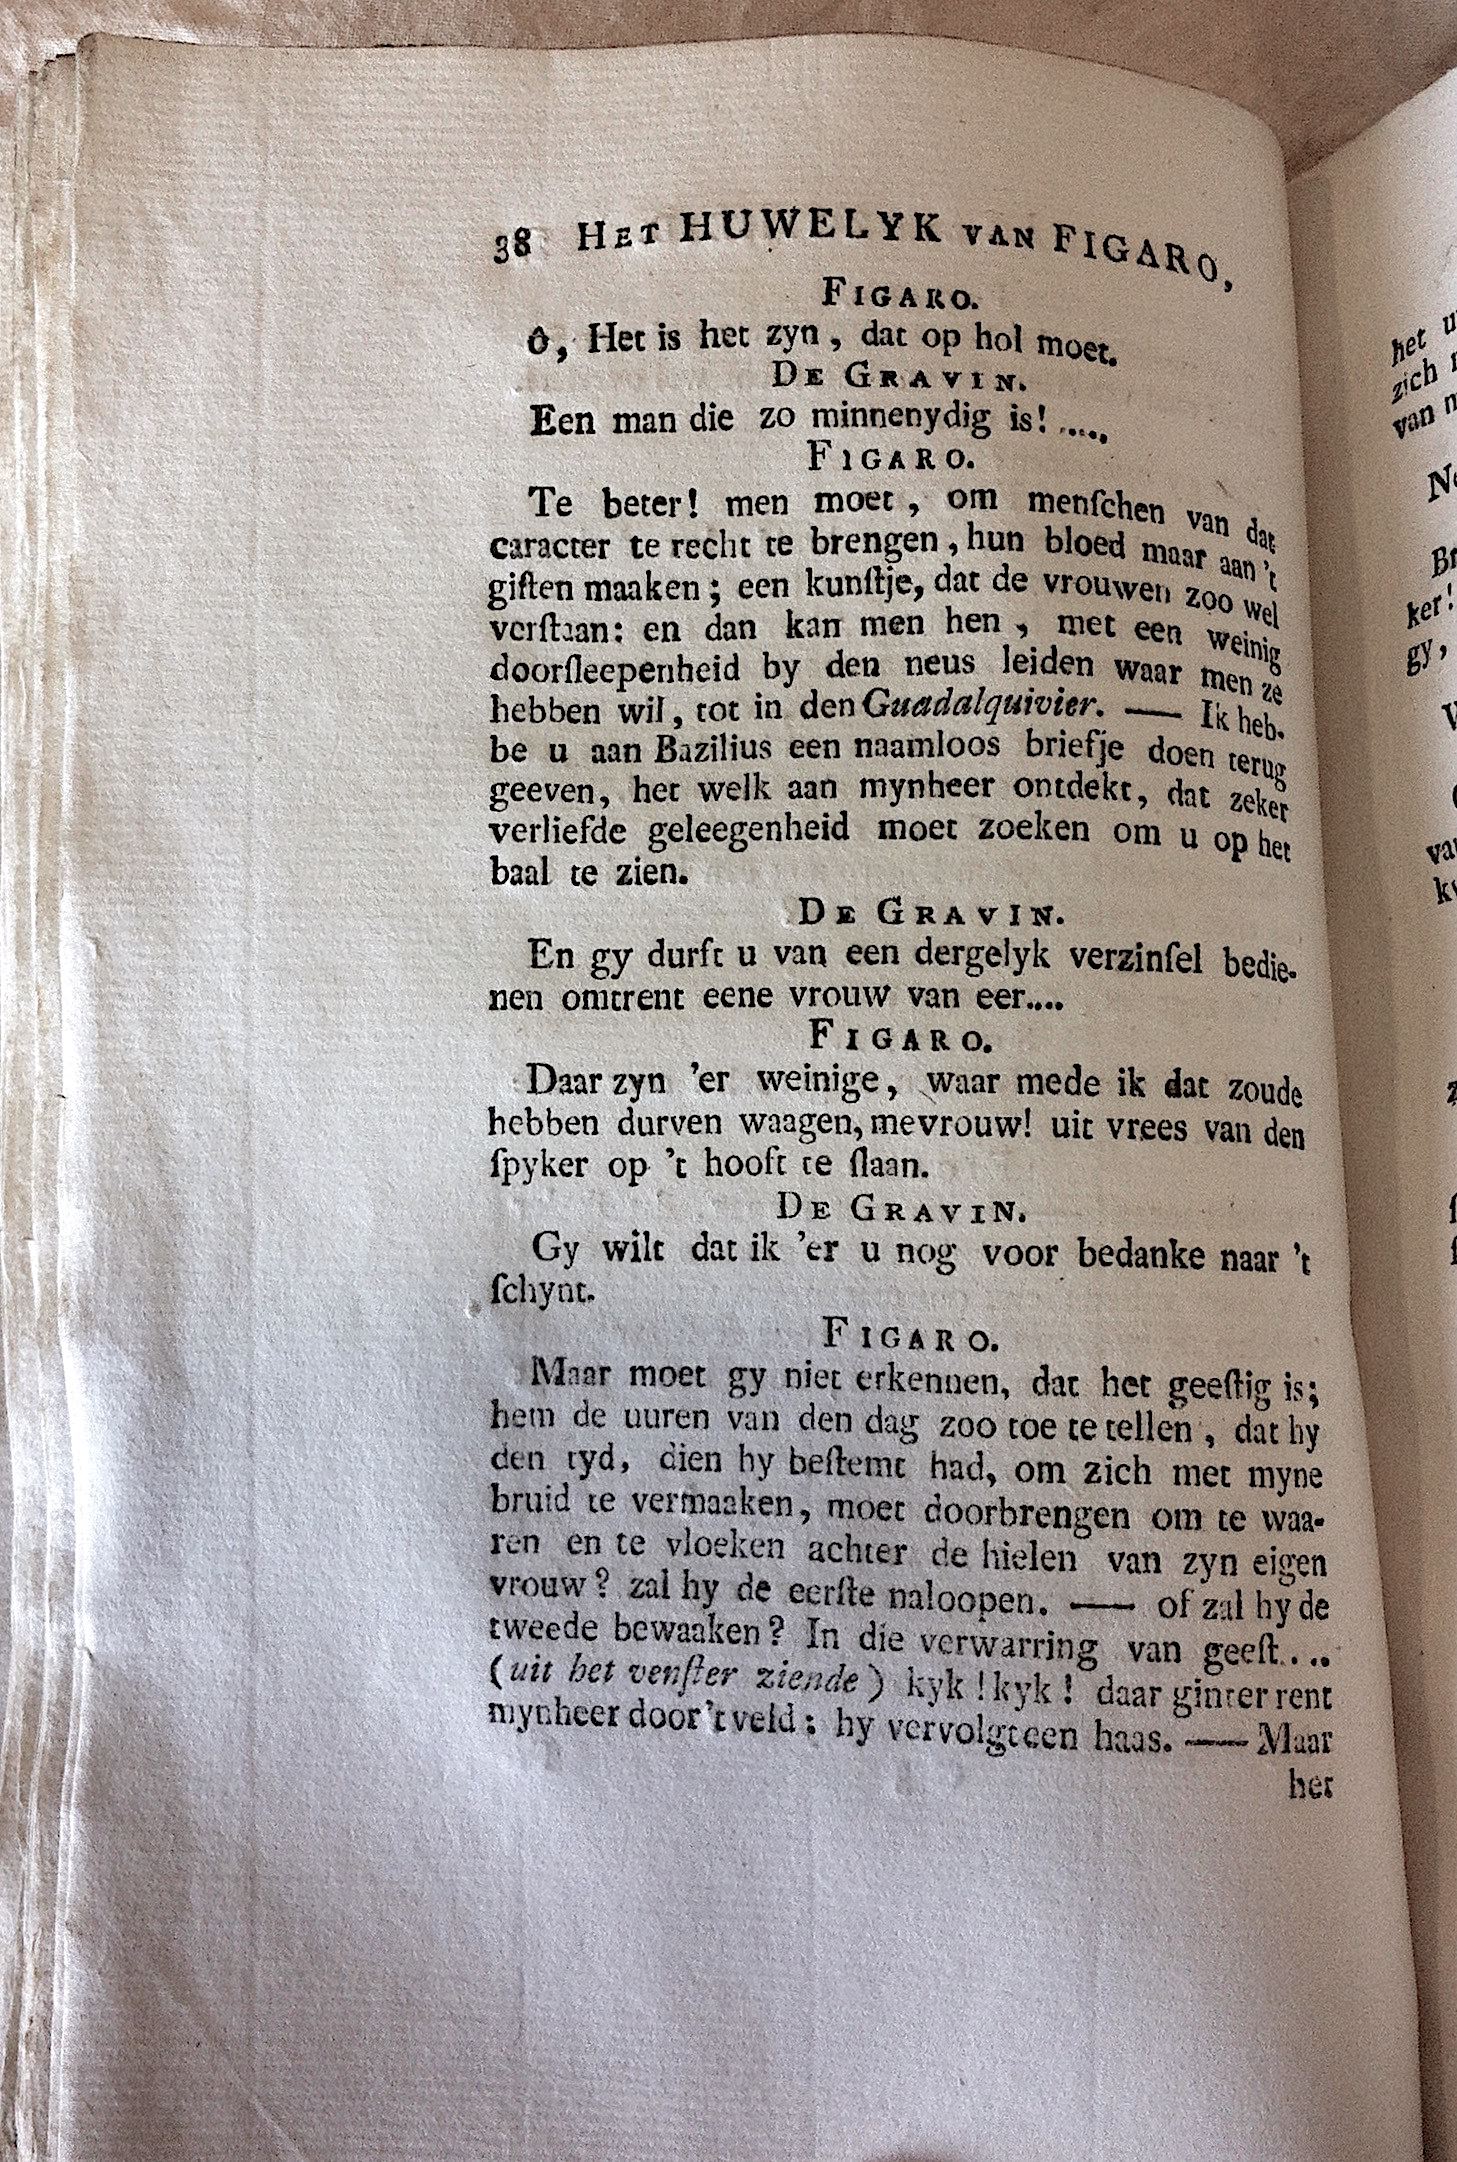 38 HET HUWELYK VAN FIGARO,
FIGARO.
ô, Het is het zyn, dat op hol moet.
DE GRAVIN.
Een man die zo minnenydig is! .....
FIGARO.
Te beter! men moet, om menſchen van dat
caracter te recht te brengen, hun bloed maar aan 't
giſten maaken; een kunſtje, dat de vrouwen zoo wel
verſtaan: en dan kan men hen, met een weinig
doorſleepenheid by den neus leiden waar men ze
hebben wil, tot in den Guadalquivier. — Ik heb-
be u aan Bazilius een naamloos briefje doen terug
geeven, het welk aan mynheer ontdekt, dat zeker
verliefde geleegenheid moet zoeken om u op het
baal te zien.
DE GRAVIN.
En gy durft u van een dergelyk verzinſel bedie-
nen omtrent eene vrouw van eer....
FIGARO.
Daar zyn 'er weinige, waar mede ik dat zoude
hebben durven waagen, mevrouw! uit vrees van den
ſpyker op 't hooft te ſlaan.
DE GRAVIN.
Gy wilt dat ik 'er u nog voor bedanke naar 't
ſchynt.
FIGARO.
Maar moet gy niet erkennen, dat het geeſtig is;
hem de uuren van den dag zoo toe te tellen, dat hy
den tyd, dien hy beſtemt had, om zich met myne
bruid te vermaaken, moet doorbrengen om te waa-
ren en te vloeken achter de hielen van zyn eigen
vrouw? zal hy de eerſte naloopen. — of zal hy de
tweede bewaaken? In die verwarring van geeſt....
(uit het venſter ziende) kyk! kyk! daar ginter rent
mynheer door 't veld: hy vervolgt een haas. — Maar
het
het
zich
van
ker!
gy,